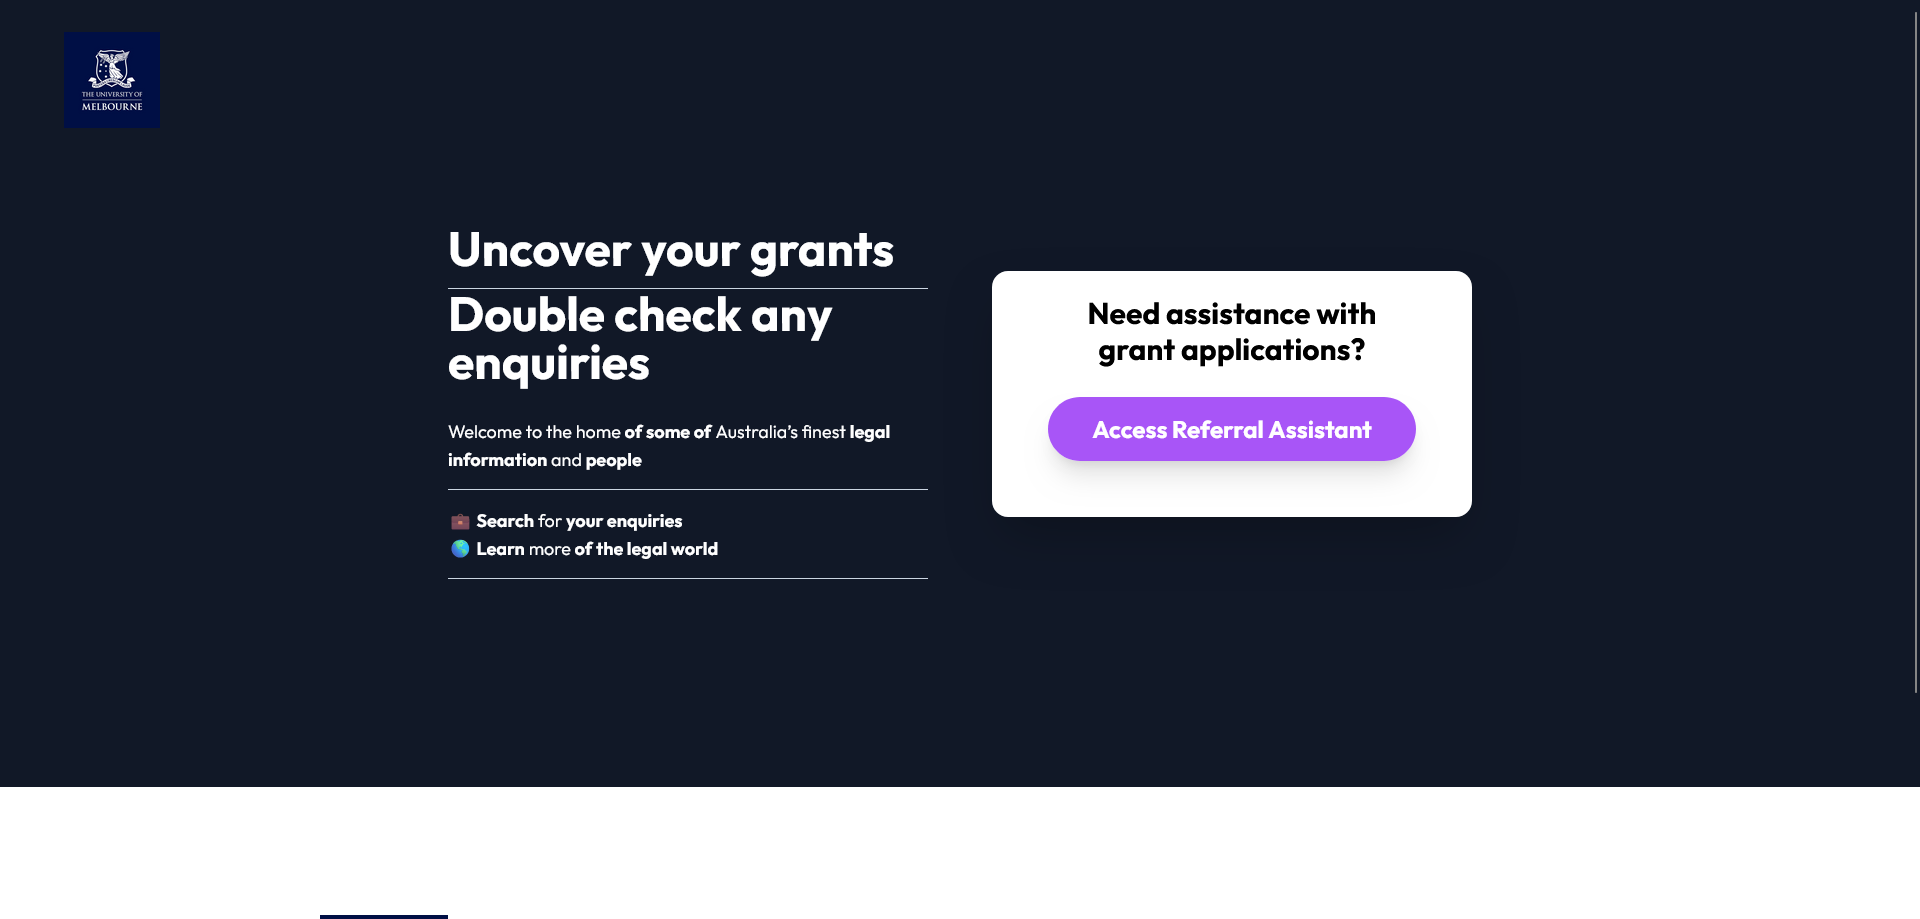 THE UNIVERSITY OF
MELBOURNE
Uncover your grants
Double check any
enquiries
Welcome to the home of some of Australia's finest legal
information and people
💼 Search for your enquiries
🌎 Learn more of the legal world
Need assistance with
grant applications?
Access Referral Assistant